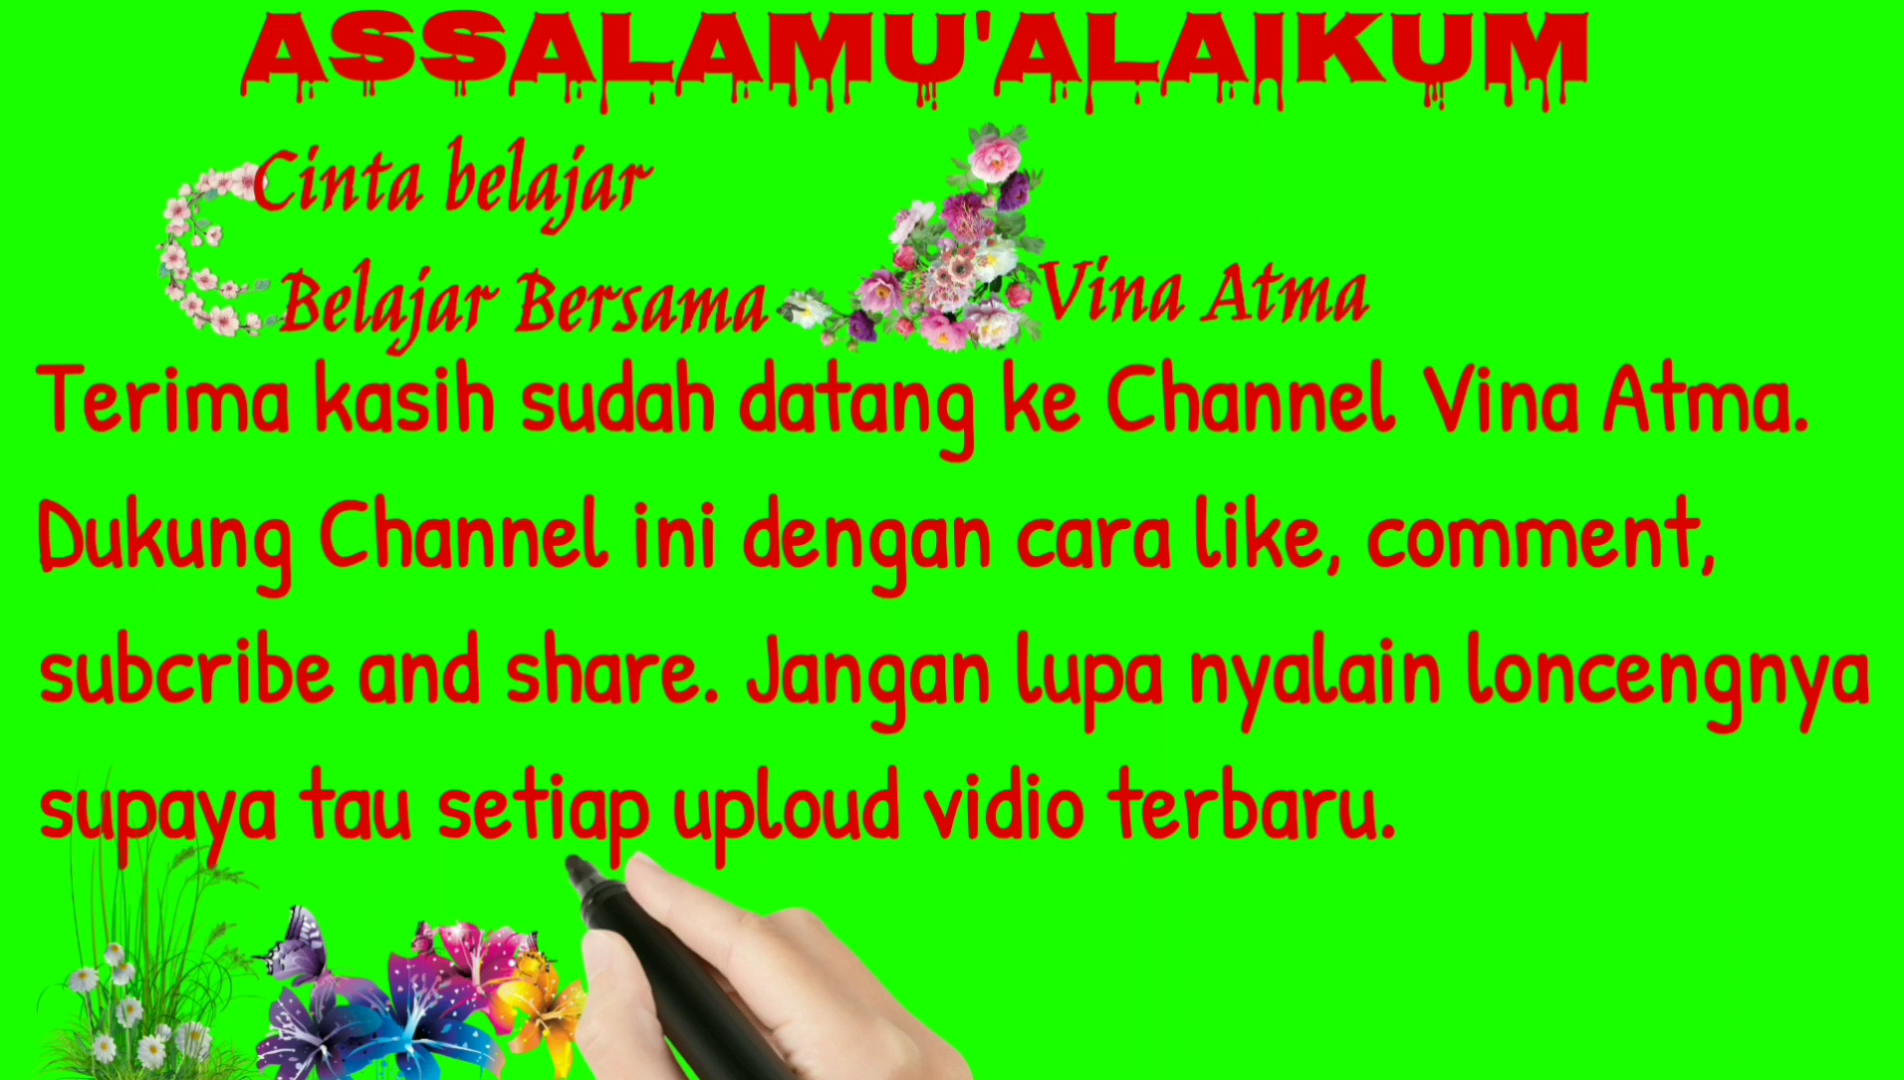 ASSALAMU'ALAIKUM
Cinta belajar
Belajar Bersama Vina Atma
Terima kasih sudah datang ke Channel Vina Atma.
Dukung Channel ini dengan cara like, comment,
subcribe and share. Jangan lupa nyalain loncengnya
supaya tau setiap uploud vidio terbaru.